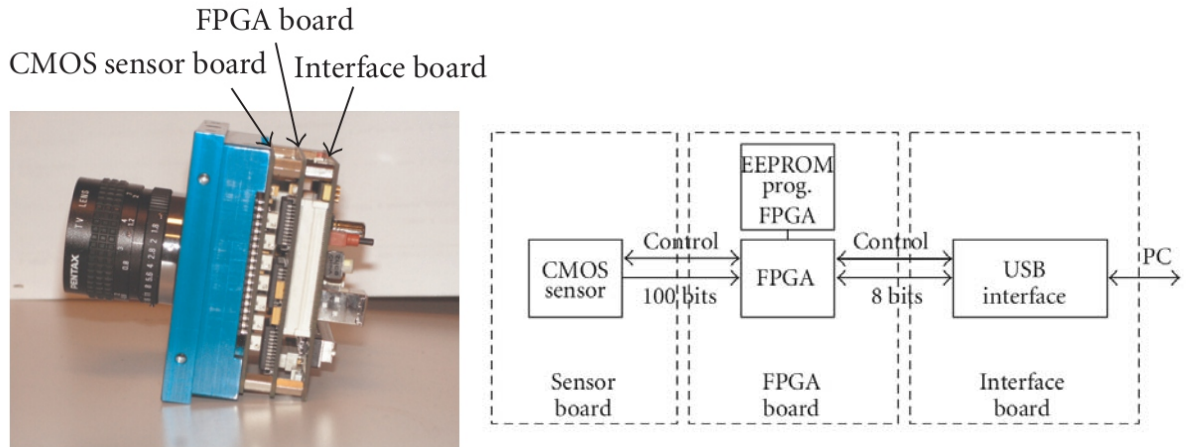 FPGA board
CMOS sensor board
Interface board
PENTAX
TV LENS
EEPROM
prog.
FPGA
Control
Control
CMOS
sensor
FPGA
USB
interface
PC
100 bits
8 bits
Sensor
board
FPGA
board
Interface
board